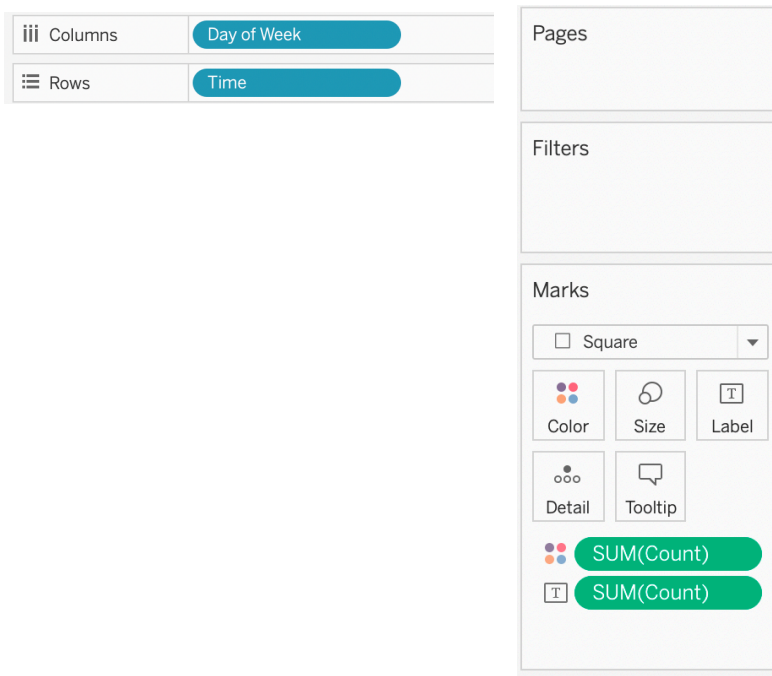 Columns
Day of Week
Rows
Time
Pages
Filters
Marks
Square
Color
Size
T
Label
Detail
Tooltip
SUM(Count)
T SUM(Count)